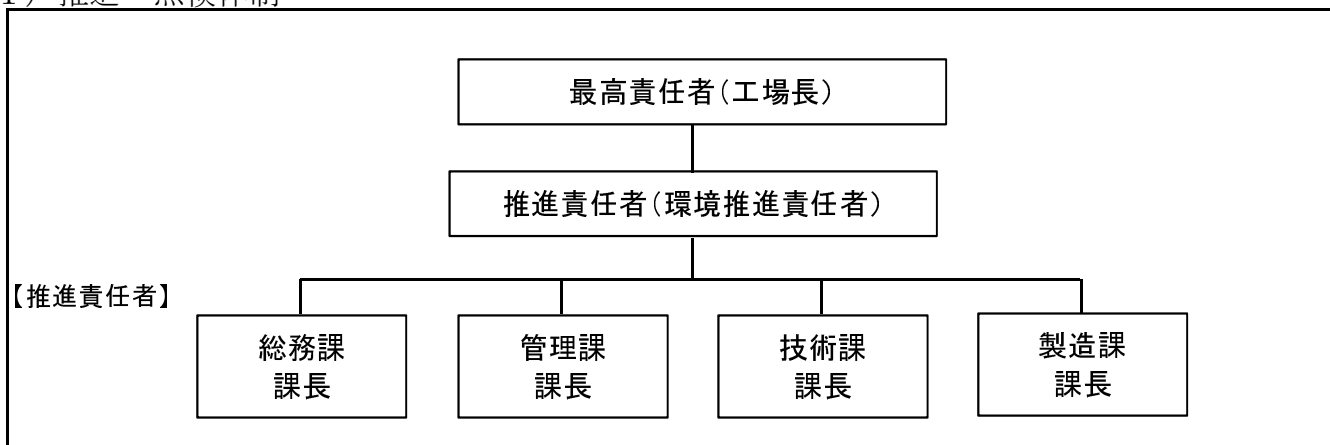 最高責任者（工場長）
推進責任者（環境推進責任者）
【推進責任者】
総務課
課長
管理課
課長
技術課
課長
製造課
課長